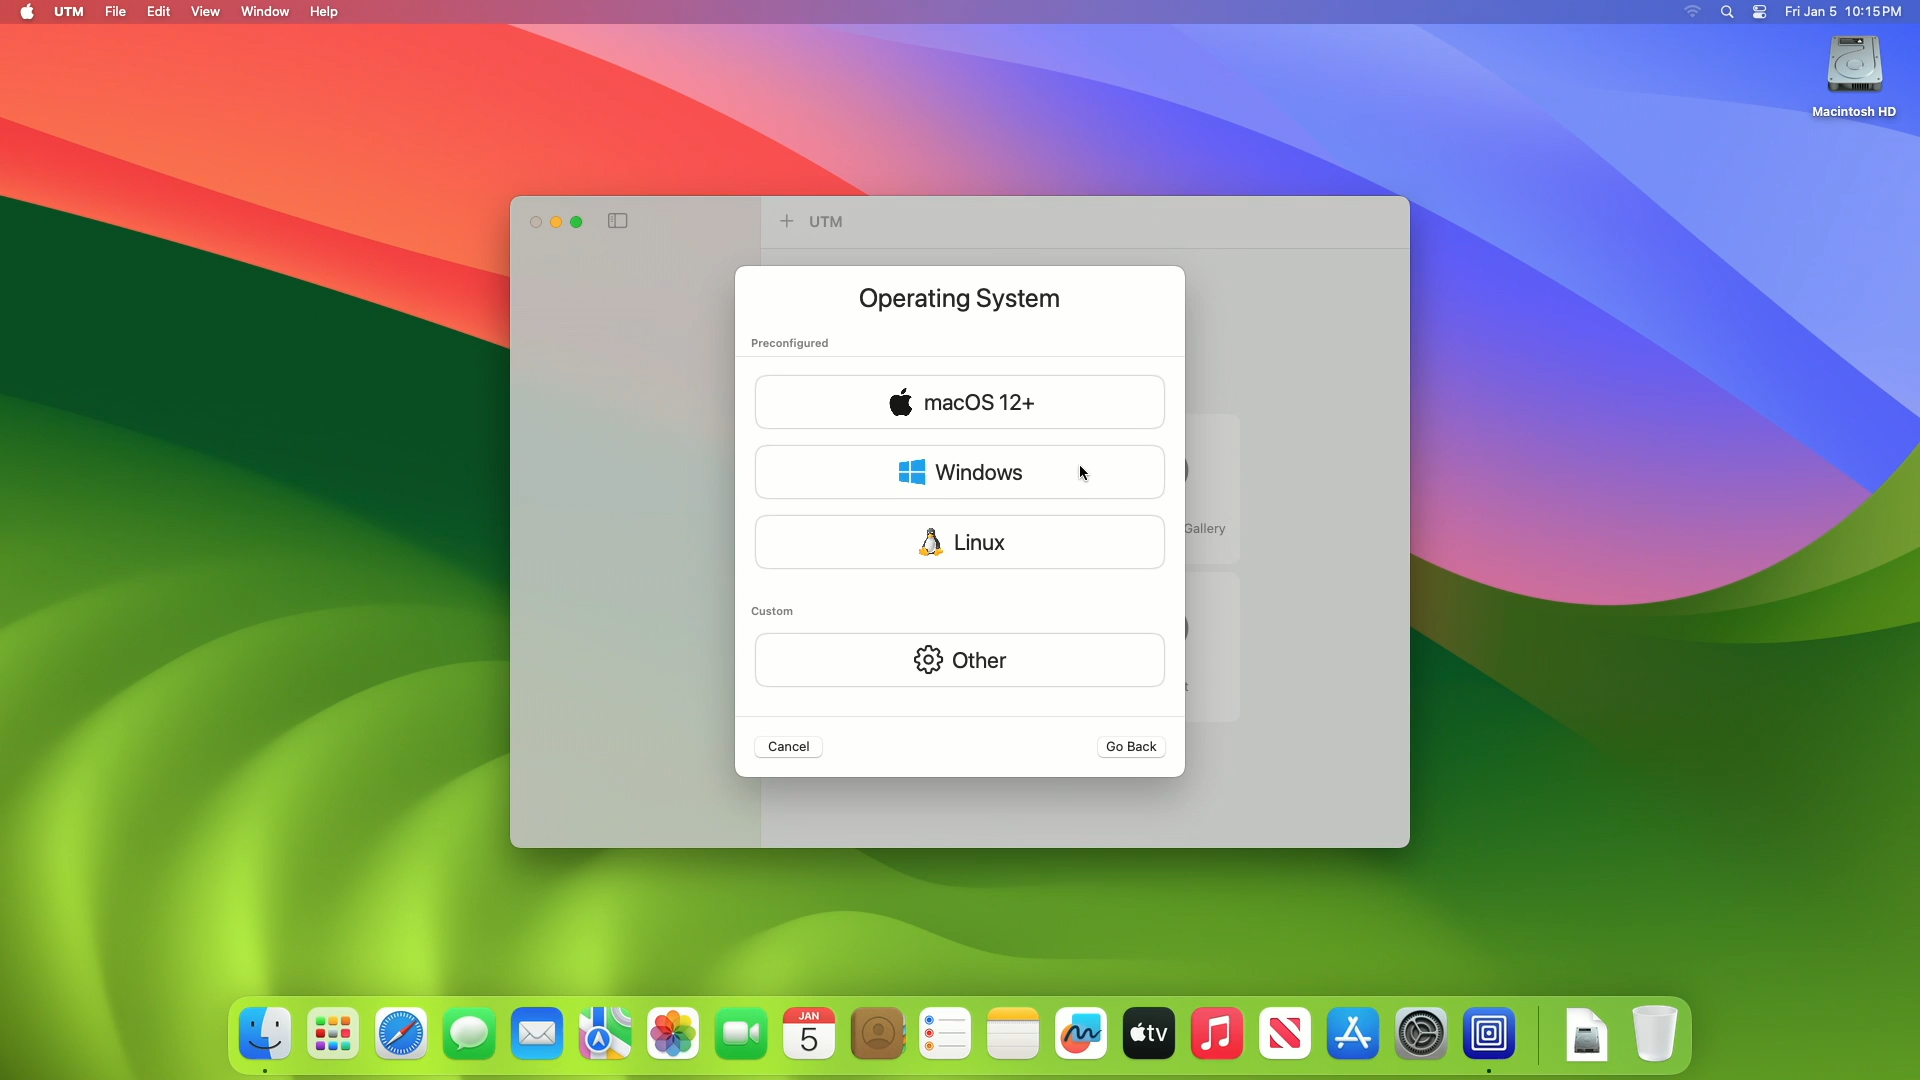 UTM File Edit View Window Help
Fri Jan 5 10:15 PM
Macintosh HD
UTM
Operating System
Preconfigured
macOS 12+
Windows
Linux
Gallery
Custom
Other
t
Cancel
Go Back
JAN
5
tv